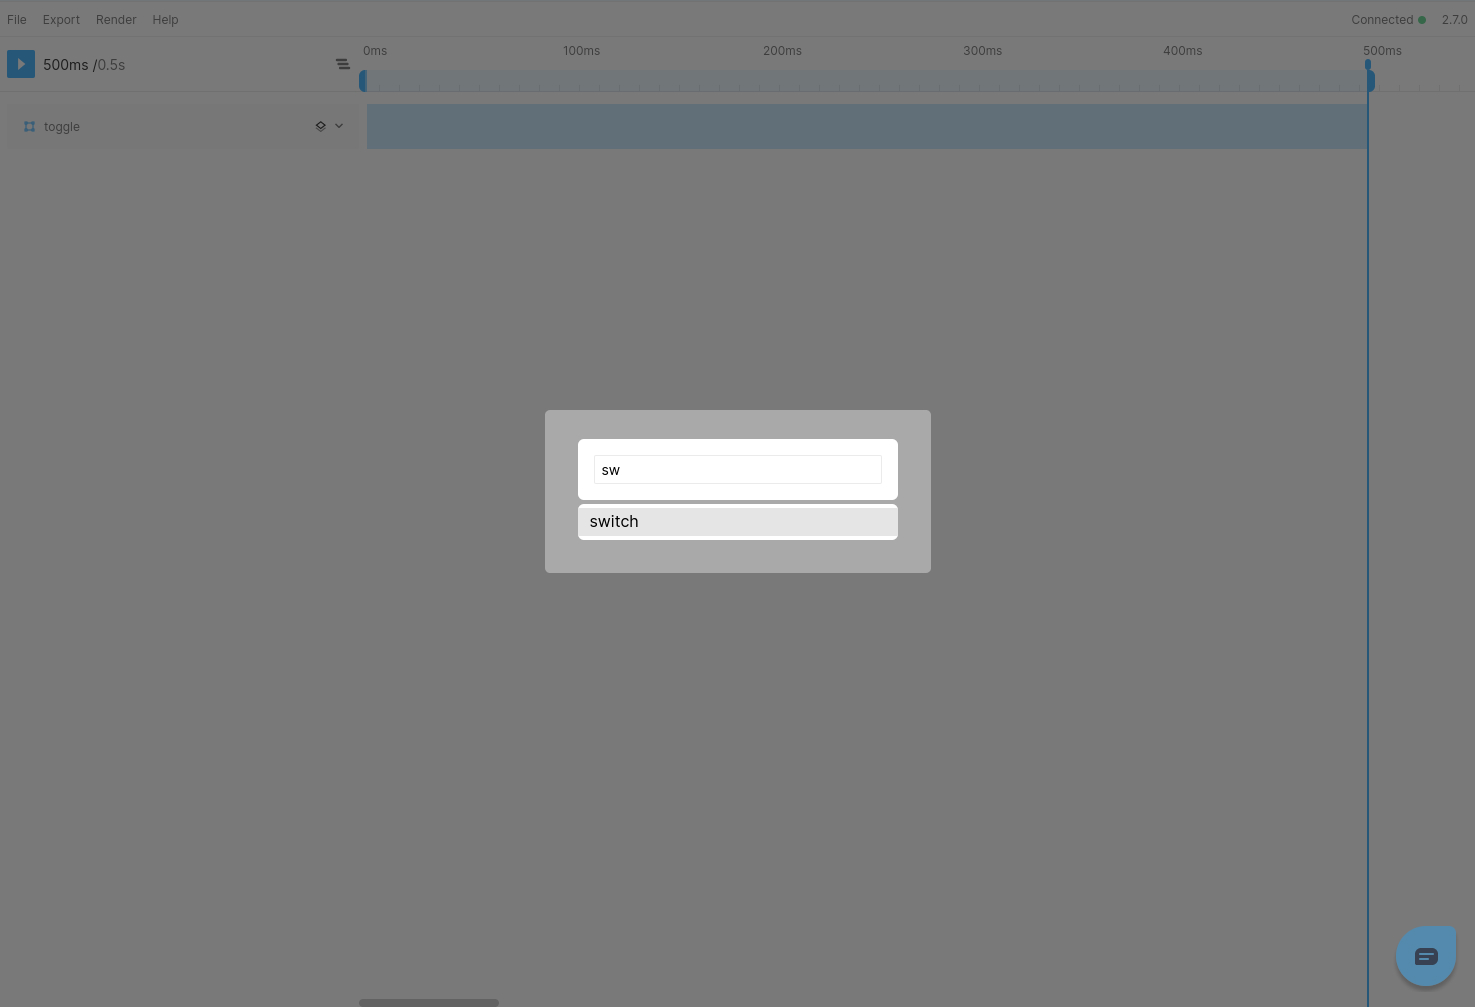 File Export Render Help Connected 2.7.0
0ms 100ms 200ms 300ms 400ms 500ms
500ms /0.5s
toggle
sw
switch